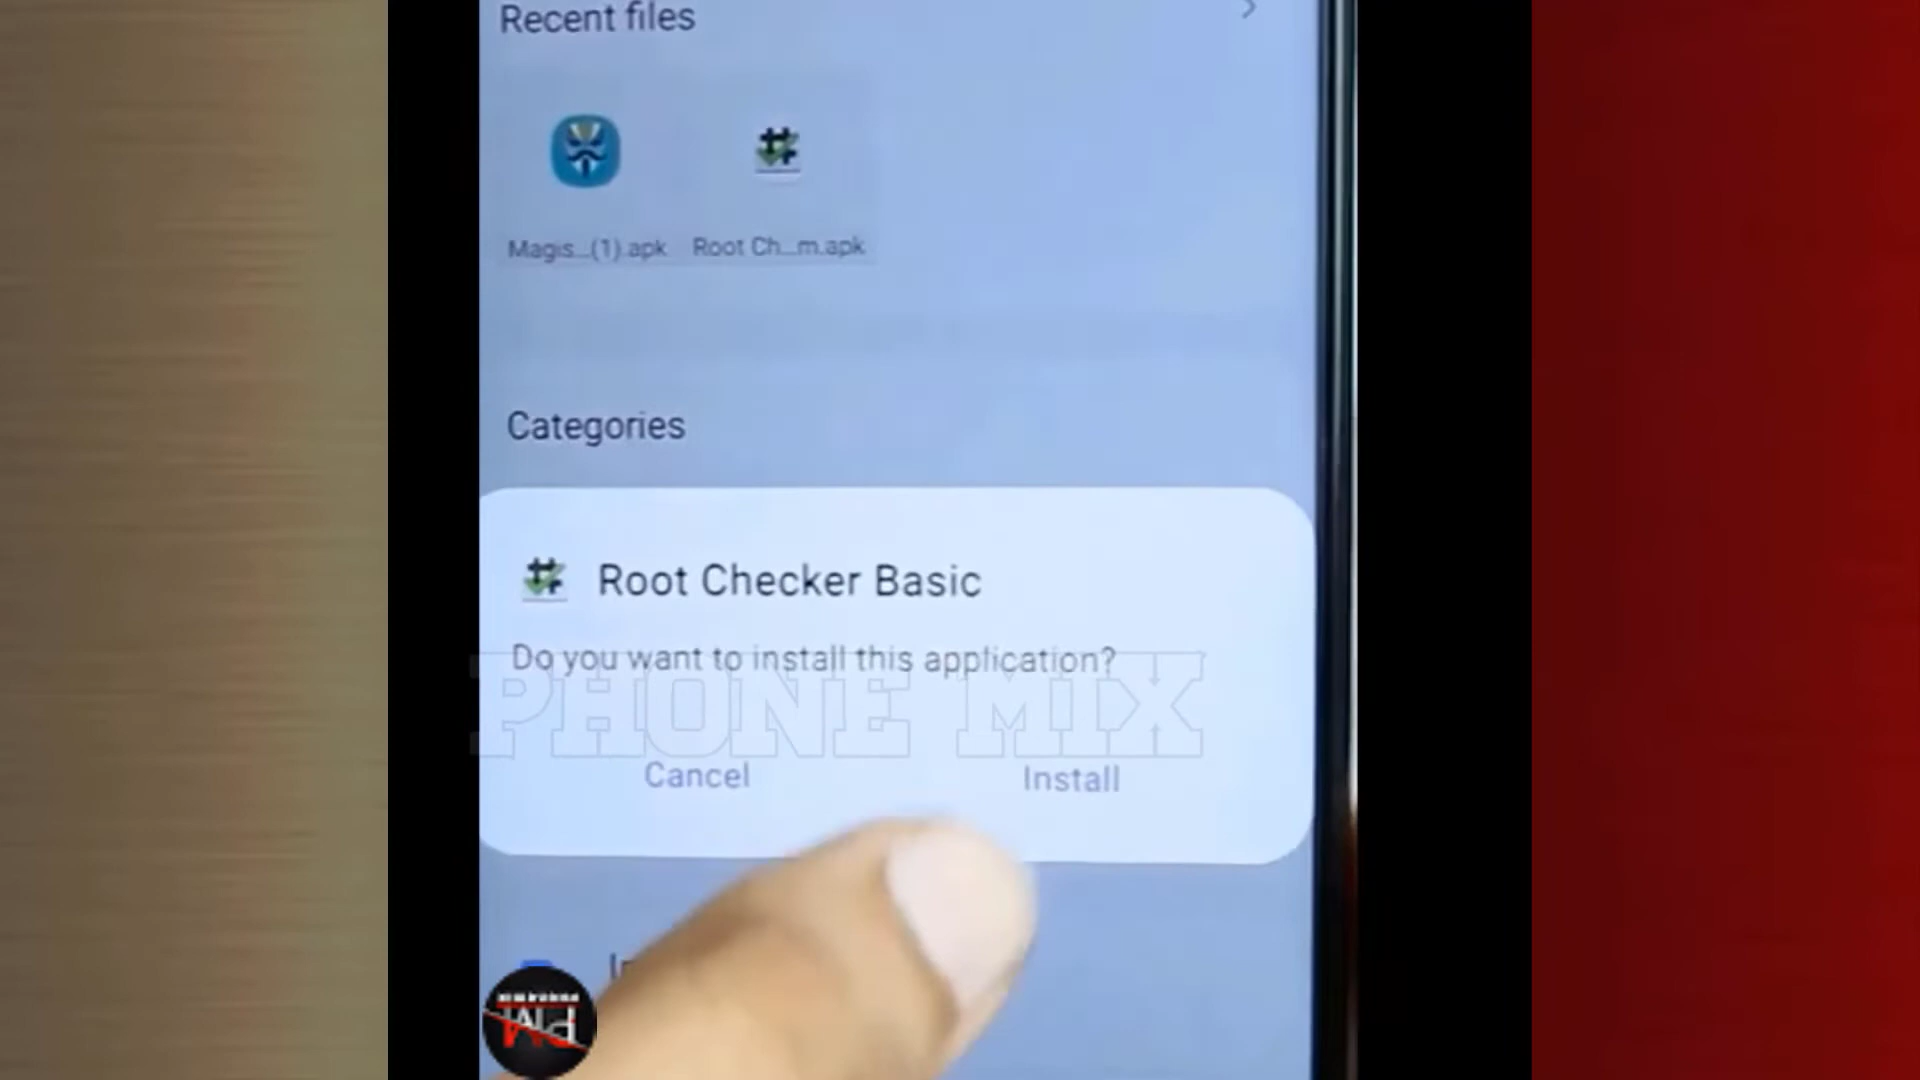 Recent files
Magis...(1).apk
Root Ch...m.apk
Categories
Root Checker Basic
Do you want to install this application?
PHONE MIX
Cancel
Install
PM